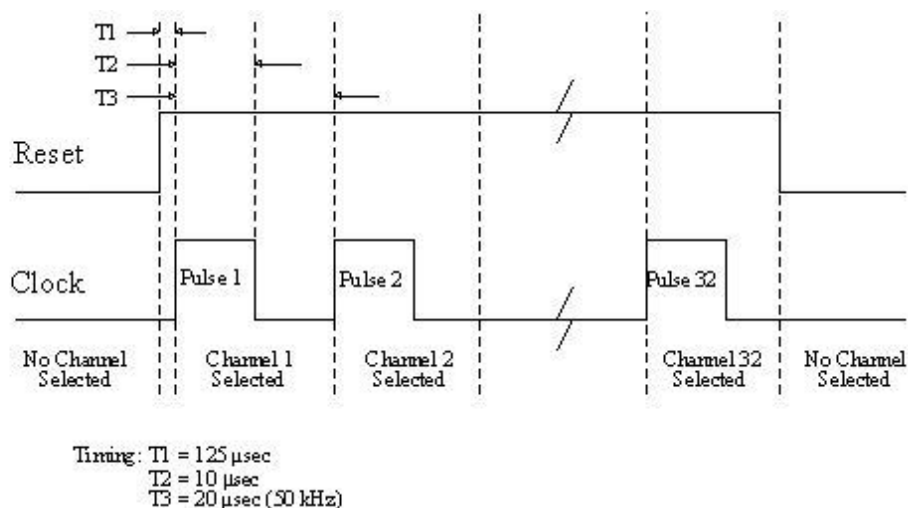 T1
T2
T3
Reset
Clock
Pulse 1
Pulse 2
Pulse 32
No Channel
Selected
Channel 1
Selected
Channel 2
Selected
Channel 32
Selected
No Channel
Selected
Timing: T1 = 125 µsec
T2 = 10 µsec
T3 = 20 µsec (50 kHz)